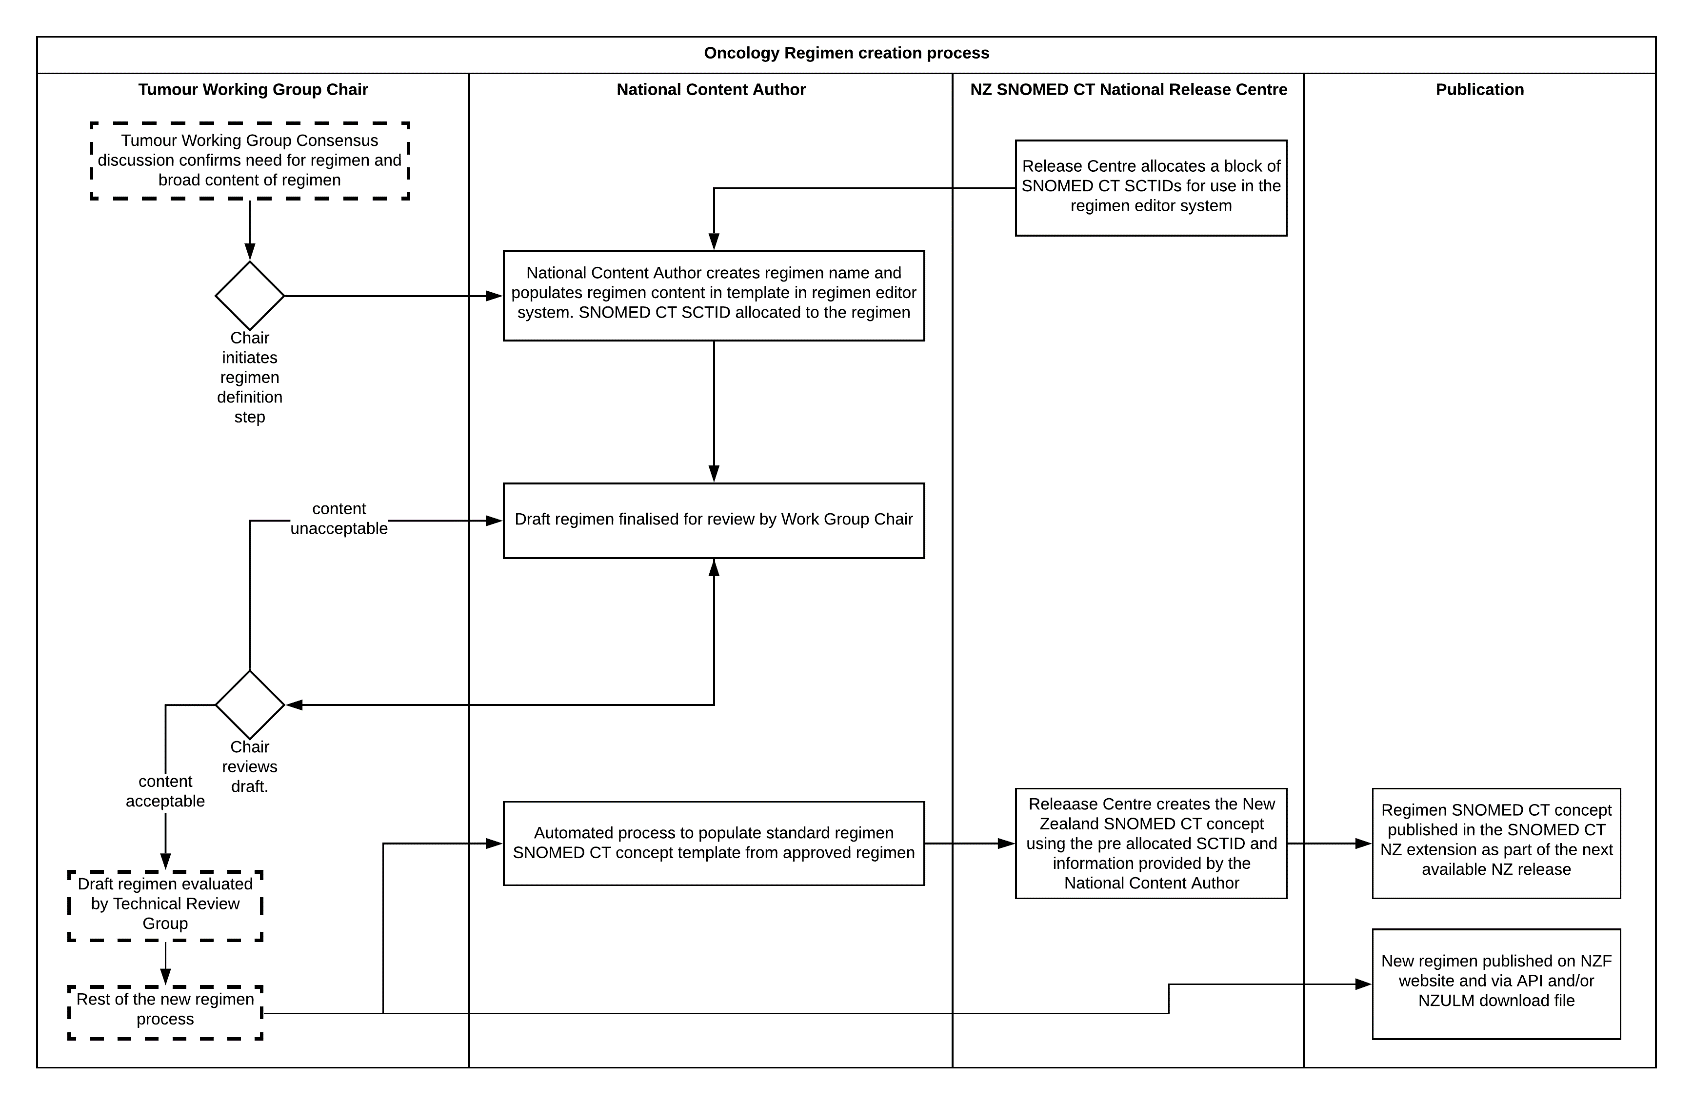 Oncology Regimen creation process
Tumour Working Group Chair
National Content Author
NZ SNOMED CT National Release Centre
Publication
Tumour Working Group Consensus
discussion confirms need for regimen and
broad content of regimen
Release Centre allocates a block of
SNOMED CT SCTIDs for use in the
regimen editor system
Chair
initiates
regimen
definition
step
National Content Author creates regimen name and
populates regimen content in template in regimen editor
system. SNOMED CT SCTID allocated to the regimen
content
unacceptable
Draft regimen finalised for review by Work Group Chair
Chair
reviews
draft.
content
acceptable
Draft regimen evaluated
by Technical Review
Group
Rest of the new regimen
process
Automated process to populate standard regimen
SNOMED CT concept template from approved regimen
Releaase Centre creates the New
Zealand SNOMED CT concept
using the pre allocated SCTID and
information provided by the
National Content Author
Regimen SNOMED CT concept
published in the SNOMED CT
NZ extension as part of the next
available NZ release
New regimen published on NZF
website and via API and/or
NZULM download file